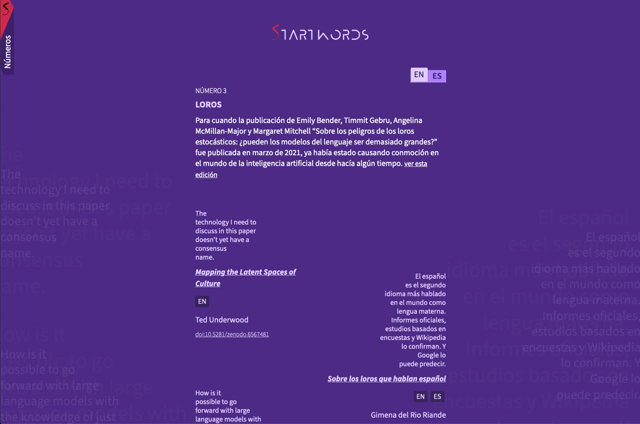 Números
STARTWORDS
EN ES
NÚMERO 3
LOROS
Para cuando la publicación de Emily Bender, Timmit Gebru, Angelina
McMillan-Major y Margaret Mitchell "Sobre los peligros de los loros
estocásticos: ¿pueden los modelos del lenguaje ser demasiado grandes?"
fue publicada en marzo de 2021, ya había estado causando conmoción en
el mundo de la inteligencia artificial desde hacía algún tiempo. ver esta
edición
The
technology I need to
discuss in this paper
doesn't yet have a
consensus
name.
Mapping the Latent Spaces of
Culture
EN
Ted Underwood
doi:10.5281/zenodo.6567481
El español
es el segundo
idioma más hablado
en el mundo como
lengua materna.
Informes oficiales,
estudios basados en
encuestas y Wikipedia
lo confirman. Y
Google lo
puede predecir.
Sobre los loros que hablan español
EN ES
Gimena del Rio Riande
How is it
possible to go
forward with large
language models with
The
technology I need to
discuss in this paper
doesn't yet have a
consensus
name.
How is it
possible to go
forward with large
language models with
the knowledge of just
El español
es el segundo
idioma más hablado
en el mundo como
lengua materna.
Informes oficiales,
estudios basados en
encuestas y Wikipedia
lo confirman. Y
Google lo
puede predecir.